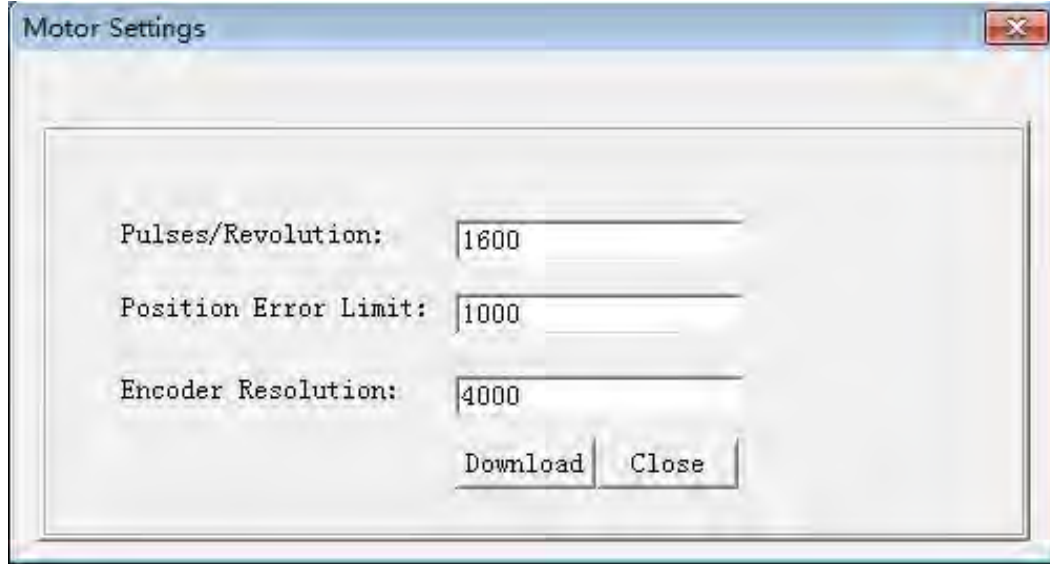 Motor Settings
Pulses/Revolution: 1600
Position Error Limit: 1000
Encoder Resolution: 4000
Download Close